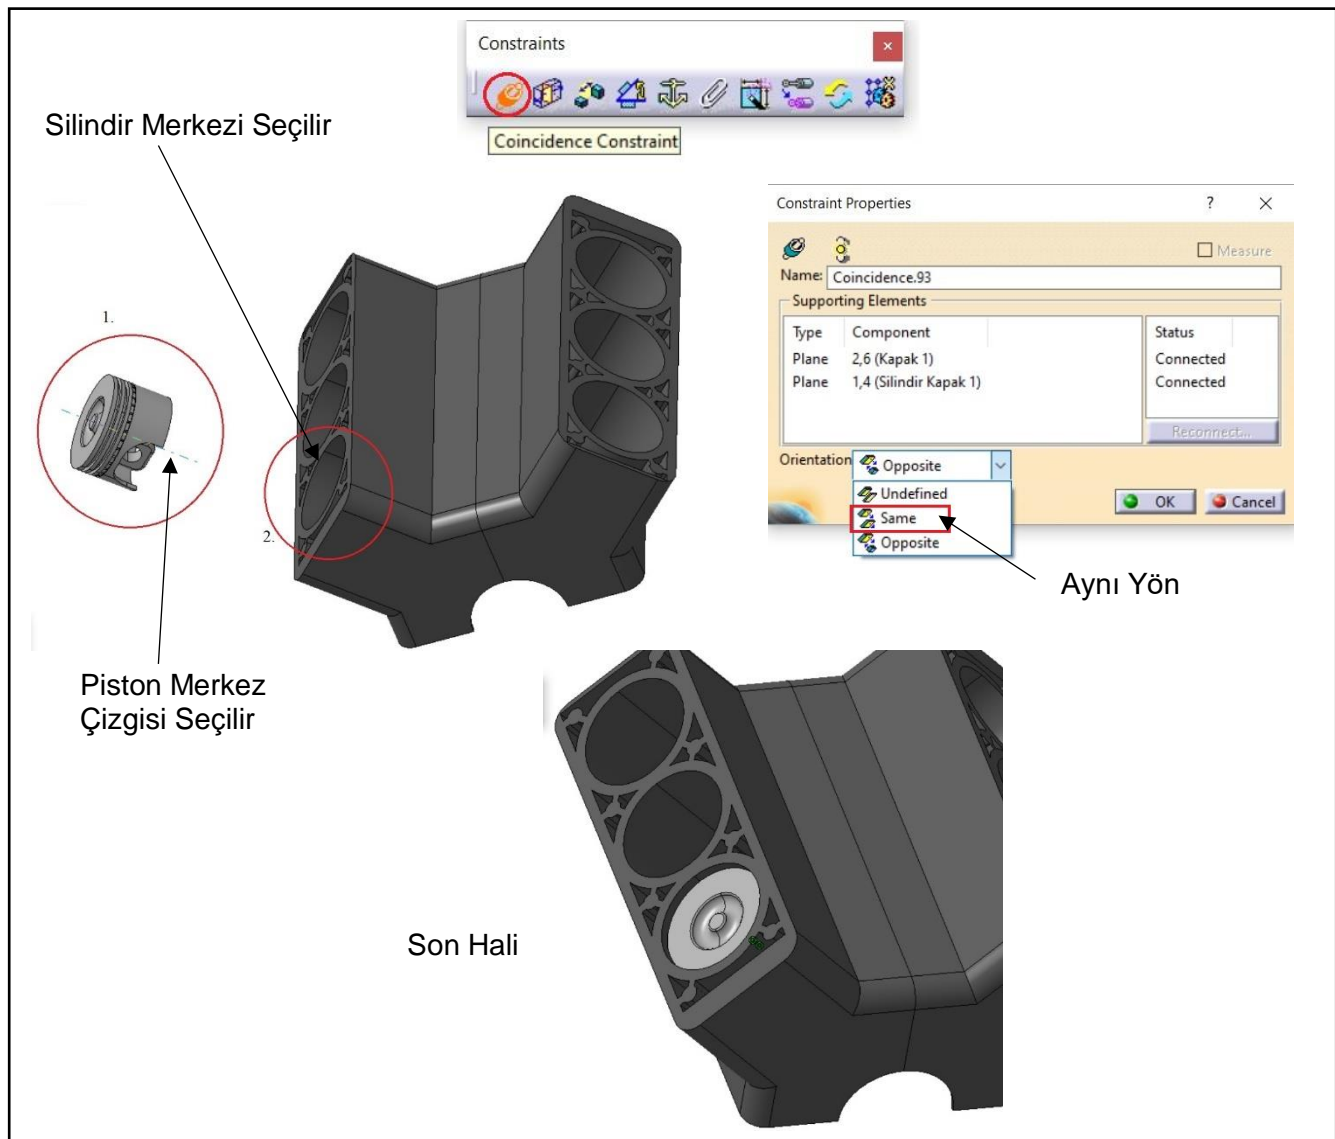 Constraints
Coincidence Constraint
Silindir Merkezi Seçilir
Constraint Properties
Measure
Name: Coincidence.93
Supporting Elements
Type Component Status
Plane 2,6 (Kapak 1) Connected
Plane 1,4 (Silindir Kapak 1) Connected
Reconnect...
Orientation Opposite
Undefined
Same
Opposite
OK Cancel
Aynı Yön
1.
2.
Piston Merkez
Çizgisi Seçilir
Son Hali